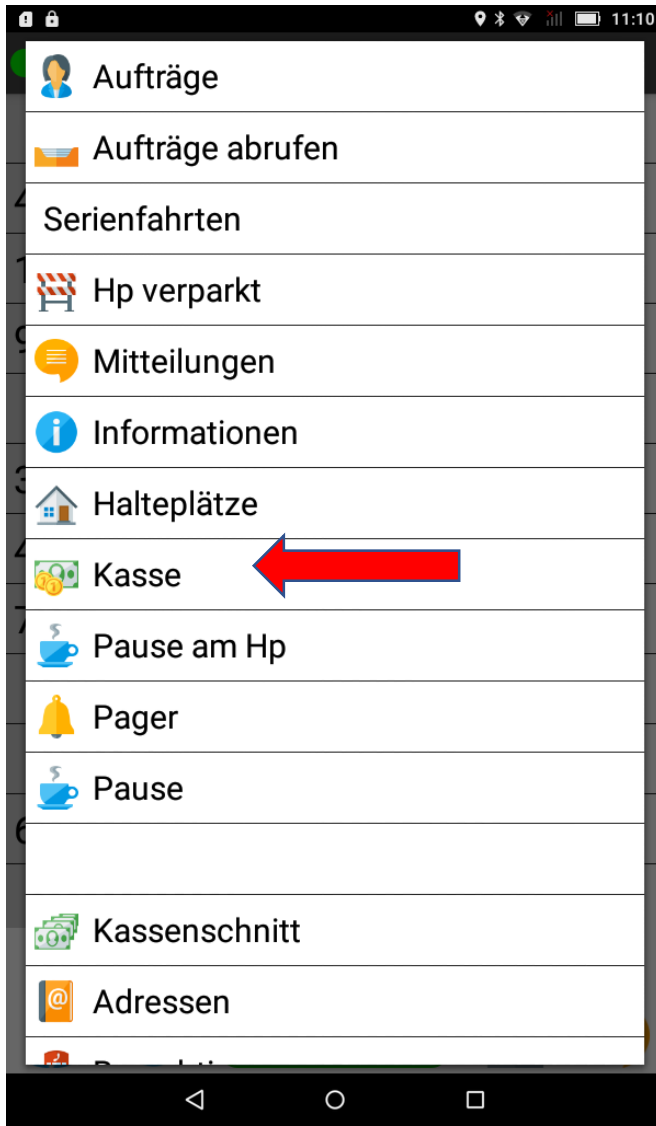 11:10
Aufträge
Aufträge abrufen
Serienfahrten
Hp verparkt
Mitteilungen
Informationen
Halteplätze
Kasse
Pause am Hp
Pager
Pause
Kassenschnitt
Adressen